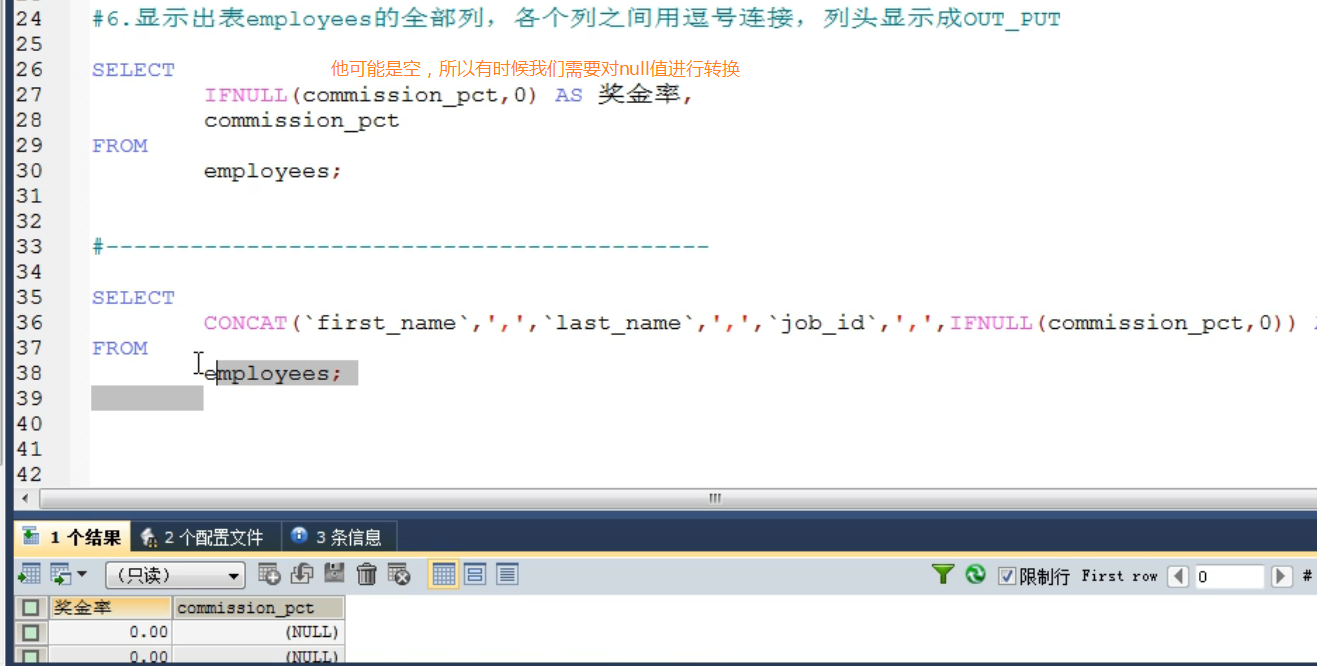 24 #6.显示出表employees的全部列，各个列之间用逗号连接，列头显示成OUT_PUT
25
26 SELECT 他可能是空，所以有时候我们需要对null值进行转换
27 IFNULL(commission_pct,0) AS 奖金率,
28 commission_pct
29 FROM
30 employees;
31
32
33 #-------------------------------------------
34
35 SELECT
36 CONCAT(`first_name`,',',`last_name`,',',`job_id`,',',IFNULL(commission_pct,0))
37 FROM
38 employees;
39
40
41
42
1 个结果 2 个配置文件 3 条信息
（只读） 限制行 First row 0 #
奖金率 commission_pct
0.00 (NULL)
0.00 (NULL)